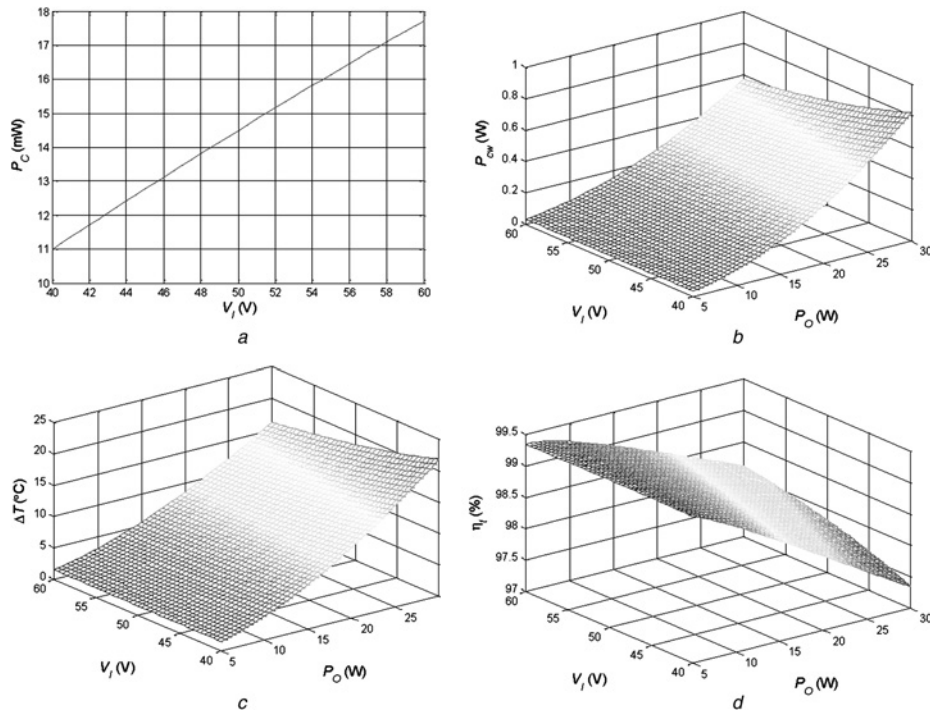 18
17
16
15
14
13
12
11
10
P_C (mW)
40 42 44 46 48 50 52 54 56 58 60
V_I (V)
a
1
0.8
0.6
0.4
0.2
0
P_cw (W)
60 55 50 45 40
V_I (V)
5 10 15 20 25 30
P_O (W)
b
25
20
15
10
5
0
ΔT (°C)
60 55 50 45 40
V_I (V)
5 10 15 20 25
P_O (W)
c
99.5
99
98.5
98
97.5
97
η_t (%)
60 55 50 45 40
V_I (V)
5 10 15 20 25 30
P_O (W)
d